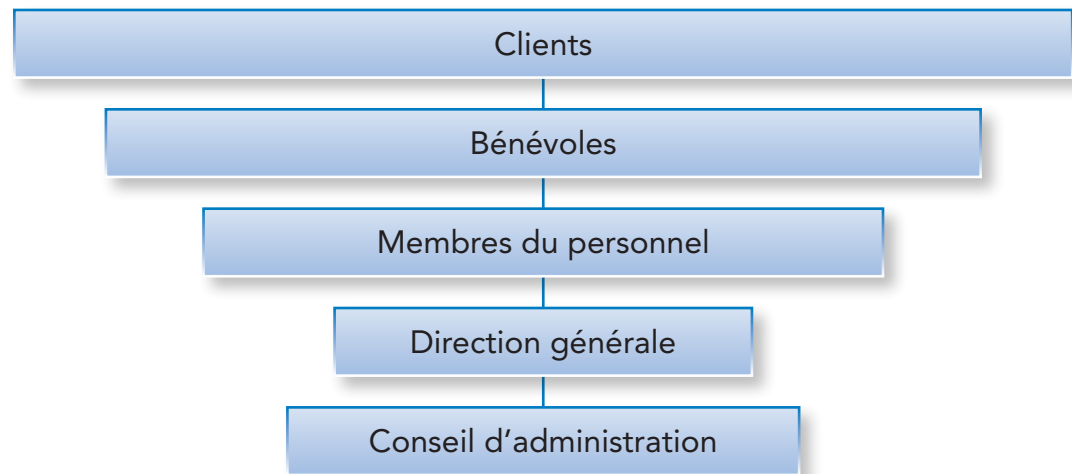 Clients
Bénévoles
Membres du personnel
Direction générale
Conseil d’administration